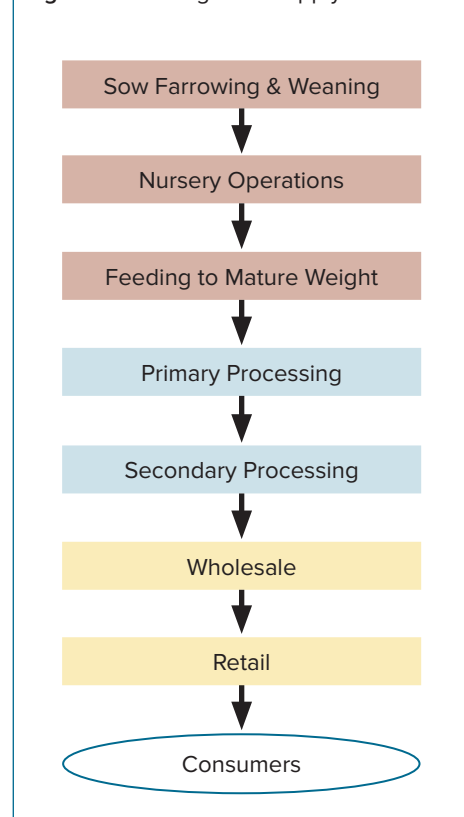 Sow Farrowing & Weaning
Nursery Operations
Feeding to Mature Weight
Primary Processing
Secondary Processing
Wholesale
Retail
Consumers